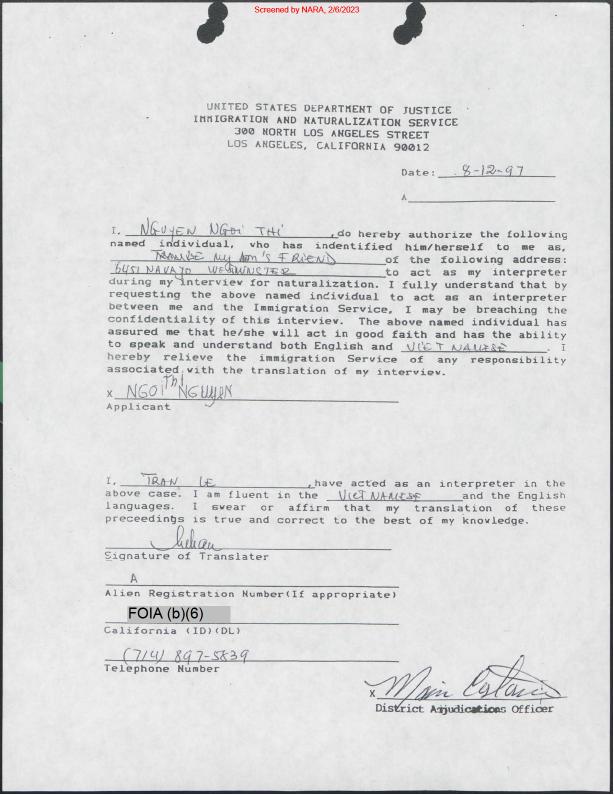 Screened by NARA, 2/6/2023
UNITED STATES DEPARTMENT OF JUSTICE
IMMIGRATION AND NATURALIZATION SERVICE
300 NORTH LOS ANGELES STREET
LOS ANGELES, CALIFORNIA 90012
Date: 8-12-97
A
I, NGUYEN NGOI THI ,do hereby authorize the following
named individual, who has indentified him/herself to me as,
MY SON'S FRIEND of the following address:
6451 NAVAJO WESTMINSTER to act as my interpreter
during my interview for naturalization. I fully understand that by
requesting the above named individual to act as an interpreter
between me and the Immigration Service, I may be breaching the
confidentiality of this interview. The above named individual has
assured me that he/she will act in good faith and has the ability
to speak and understand both English and VIET NAMESE . I
hereby relieve the immigration Service of any responsibility
associated with the translation of my interview.
x NGOI Thi NGUYEN
Applicant
I, TRAN LE ,have acted as an interpreter in the
above case. I am fluent in the VIET NAMESE and the English
languages. I swear or affirm that my translation of these
preceedings is true and correct to the best of my knowledge.
Signature of Translater
A
Alien Registration Number(If appropriate)
FOIA (b)(6)
California (ID)(DL)
(714) 897-5839
Telephone Number
x
District Adjudications Officer